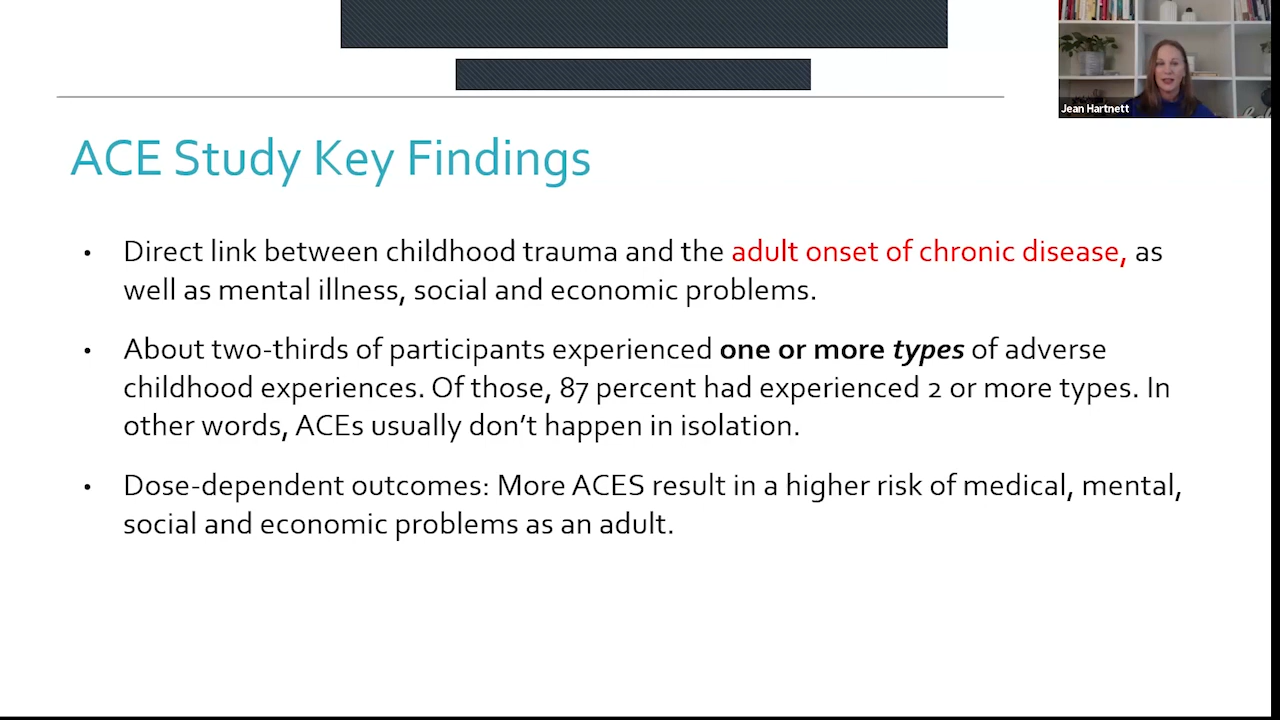 Jean Hartnett
ACE Study Key Findings
• Direct link between childhood trauma and the adult onset of chronic disease, as
well as mental illness, social and economic problems.
• About two-thirds of participants experienced one or more types of adverse
childhood experiences. Of those, 87 percent had experienced 2 or more types. In
other words, ACEs usually don’t happen in isolation.
• Dose-dependent outcomes: More ACES result in a higher risk of medical, mental,
social and economic problems as an adult.